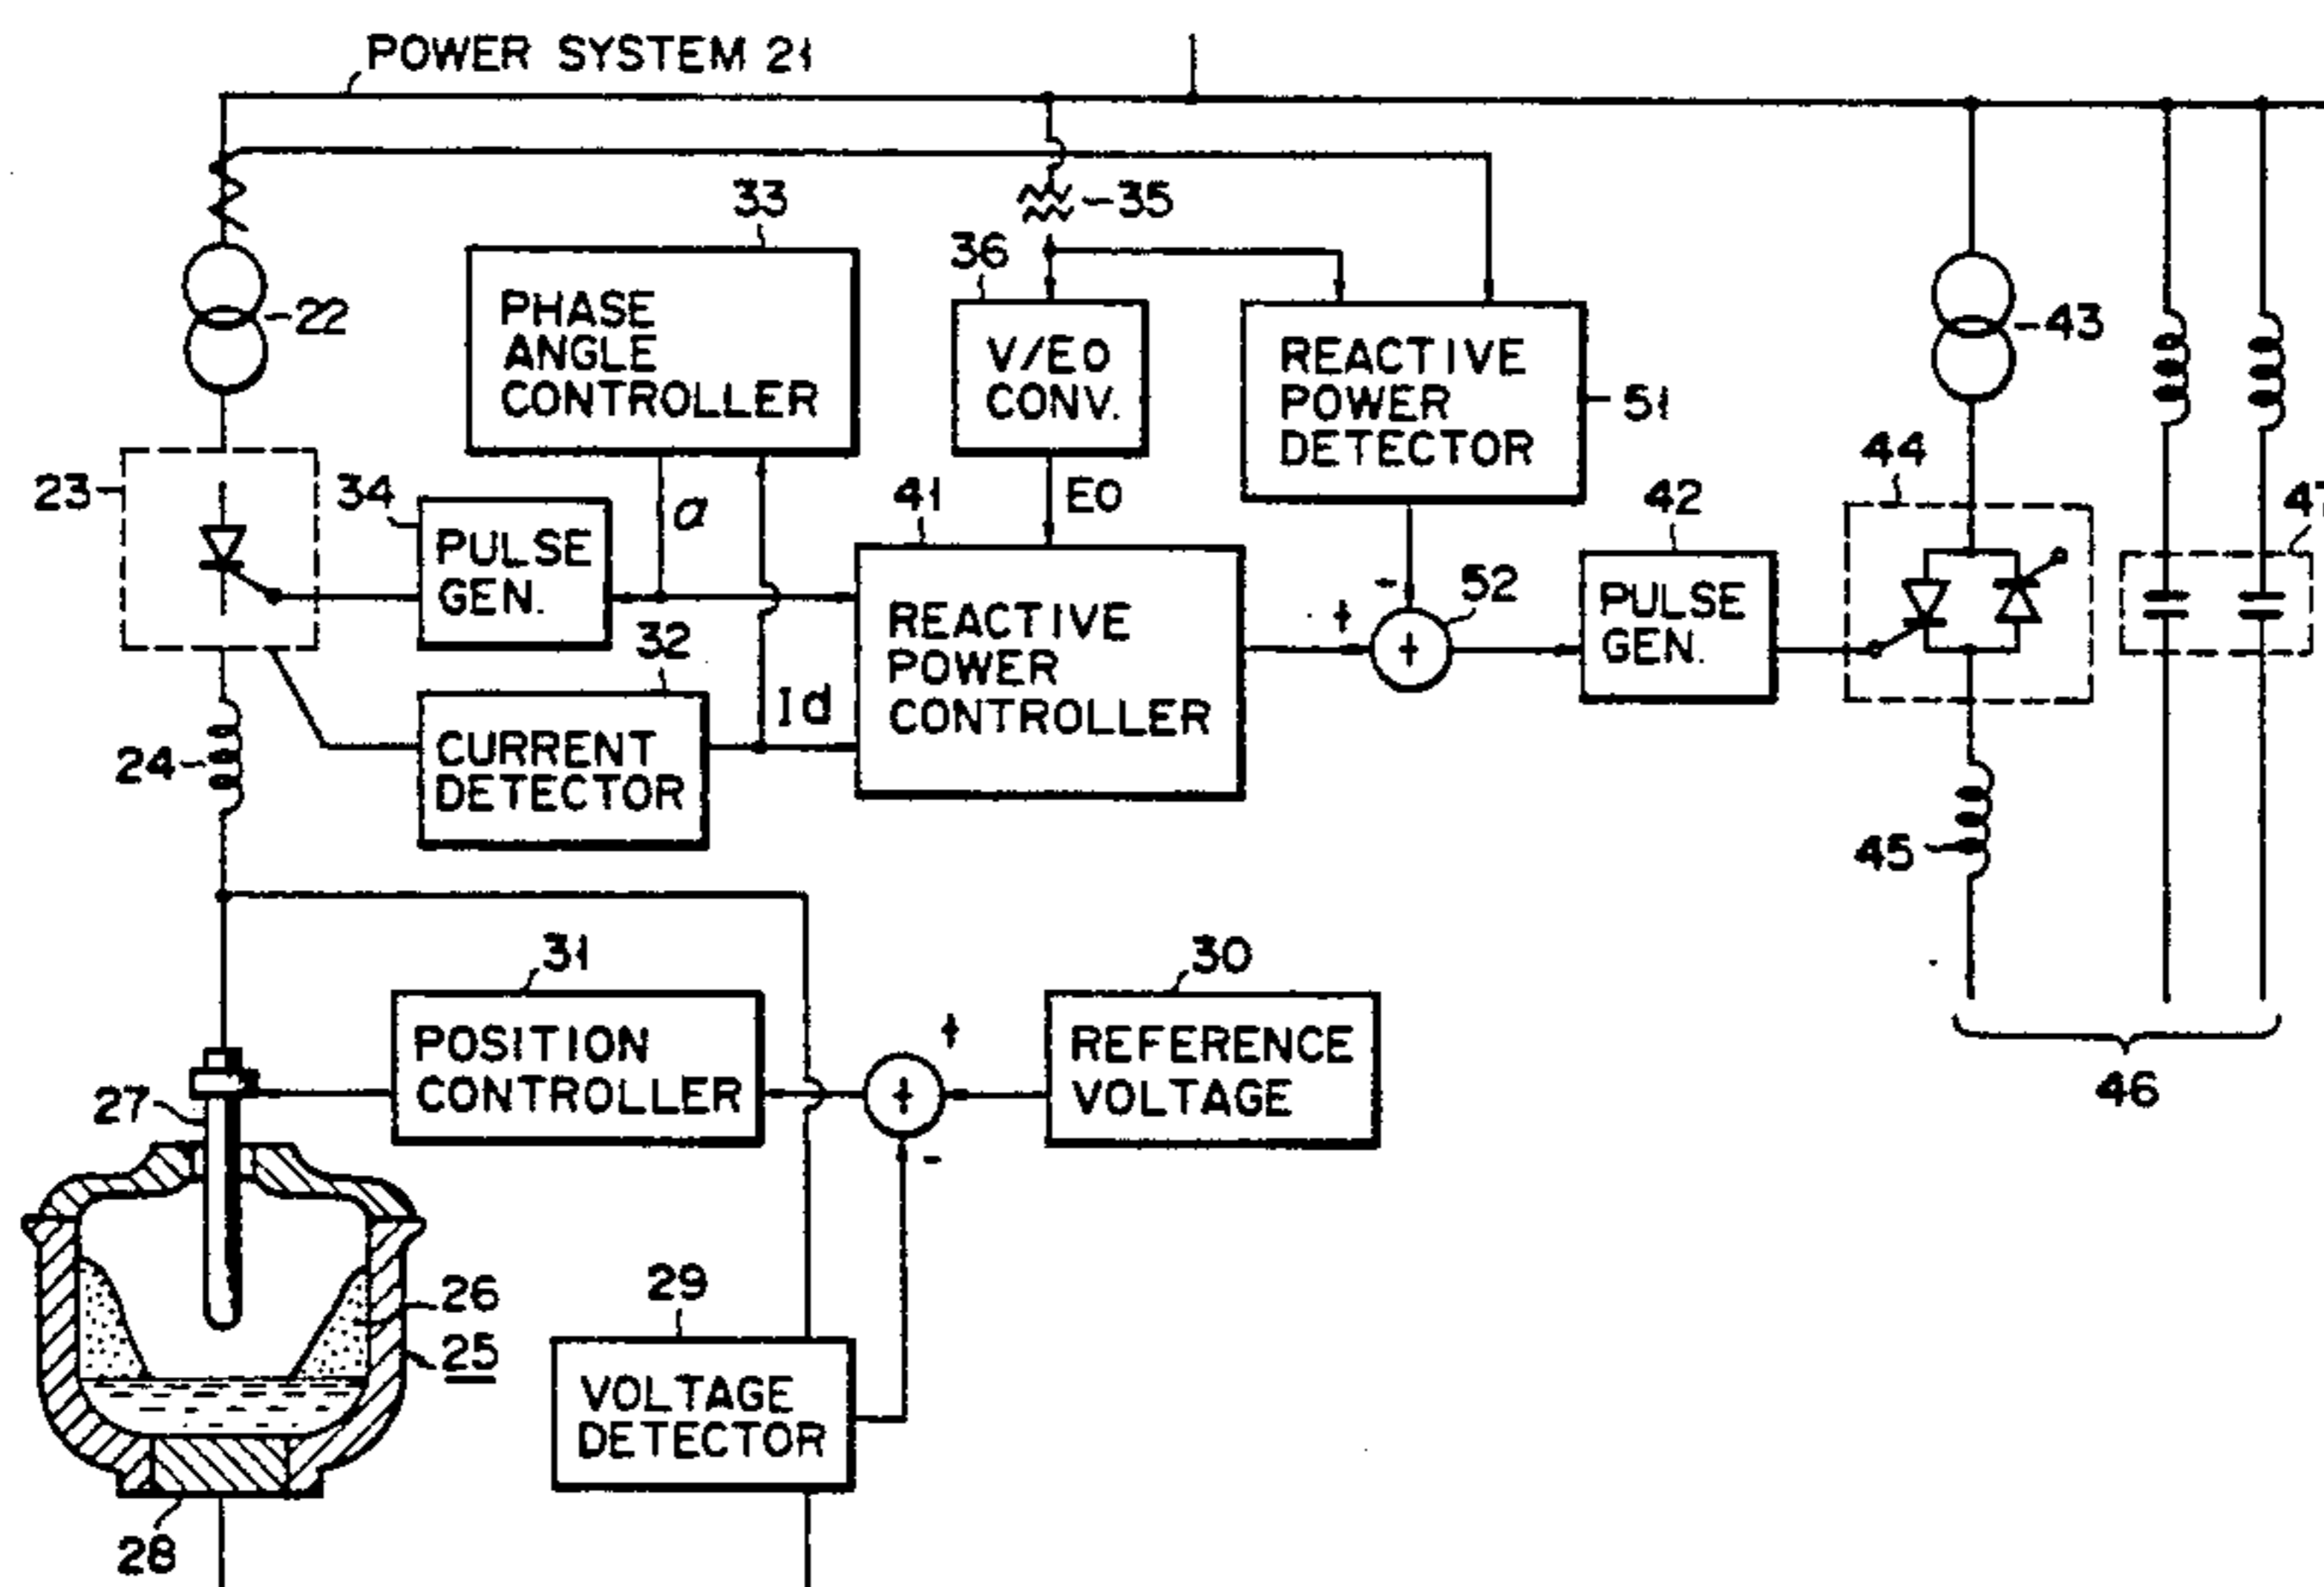 POWER SYSTEM 21
33
35
36
22
PHASE
ANGLE
CONTROLLER
V/EO
CONV.
REACTIVE
POWER
DETECTOR
51
43
44
23
34
a
41
EO
42
PULSE
GEN.
32
REACTIVE
POWER
CONTROLLER
-
+
52
+
PULSE
GEN.
Id
24
CURRENT
DETECTOR
45
31
30
POSITION
CONTROLLER
+
+
-
REFERENCE
VOLTAGE
46
27
29
26
25
VOLTAGE
DETECTOR
28